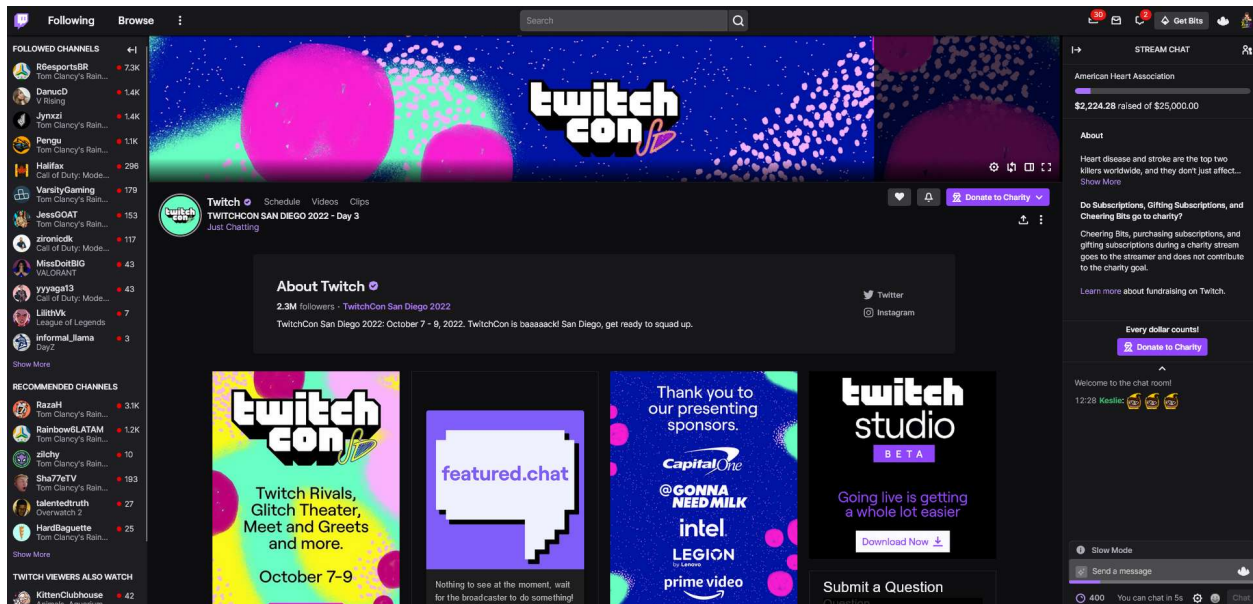 Following
Browse
Search
30
2
Get Bits
FOLLOWED CHANNELS
R6esportsBR
7.3K
Tom Clancy's Rain...
DanucD
1.4K
V Rising
Jynxzi
1.4K
Tom Clancy's Rain...
Pengu
1.1K
Tom Clancy's Rain...
Halifax
296
Call of Duty: Mode...
VarsityGaming
179
Tom Clancy's Rain...
JessGOAT
153
Tom Clancy's Rain...
zironicdk
117
Call of Duty: Mode...
MissDoitBIG
43
VALORANT
yyyaga13
43
Call of Duty: Mode...
LilithVk
7
League of Legends
informal_llama
3
DayZ
Show More
RECOMMENDED CHANNELS
RazaH
3.1K
Tom Clancy's Rain...
Rainbow6LATAM
1.2K
Tom Clancy's Rain...
zilchy
10
Tom Clancy's Rain...
Sha77eTV
193
Tom Clancy's Rain...
talentedtruth
27
Overwatch 2
HardBaguette
25
Tom Clancy's Rain...
Show More
TWITCH VIEWERS ALSO WATCH
KittenClubhouse
42
Animals, Aquarium
twitch
con
twitch
con
Twitch
Schedule
Videos
Clips
TWITCHCON SAN DIEGO 2022 - Day 3
Just Chatting
Donate to Charity
About Twitch
2.3M followers · TwitchCon San Diego 2022
TwitchCon San Diego 2022: October 7 - 9, 2022. TwitchCon is baaaaack! San Diego, get ready to squad up.
Twitter
Instagram
twitch
con
Twitch Rivals,
Glitch Theater,
Meet and Greets
and more.
October 7-9
featured.chat
Nothing to see at the moment, wait
for the broadcaster to do something!
Thank you to
our presenting
sponsors.
Capital One
@GONNA
NEED MILK
intel
LEGION
by Lenovo
prime video
twitch
studio
BETA
Going live is getting
a whole lot easier
Download Now
Submit a Question
Question
STREAM CHAT
American Heart Association
$2,224.28 raised of $25,000.00
About
Heart disease and stroke are the top two
killers worldwide, and they don't just affect...
Show More
Do Subscriptions, Gifting Subscriptions, and
Cheering Bits go to charity?
Cheering Bits, purchasing subscriptions, and
gifting subscriptions during a charity stream
goes to the streamer and does not contribute
to the charity goal.
Learn more about fundraising on Twitch.
Every dollar counts!
Donate to Charity
Welcome to the chat room!
12:28 Keslie:
Slow Mode
Send a message
400
You can chat in 5s
Chat